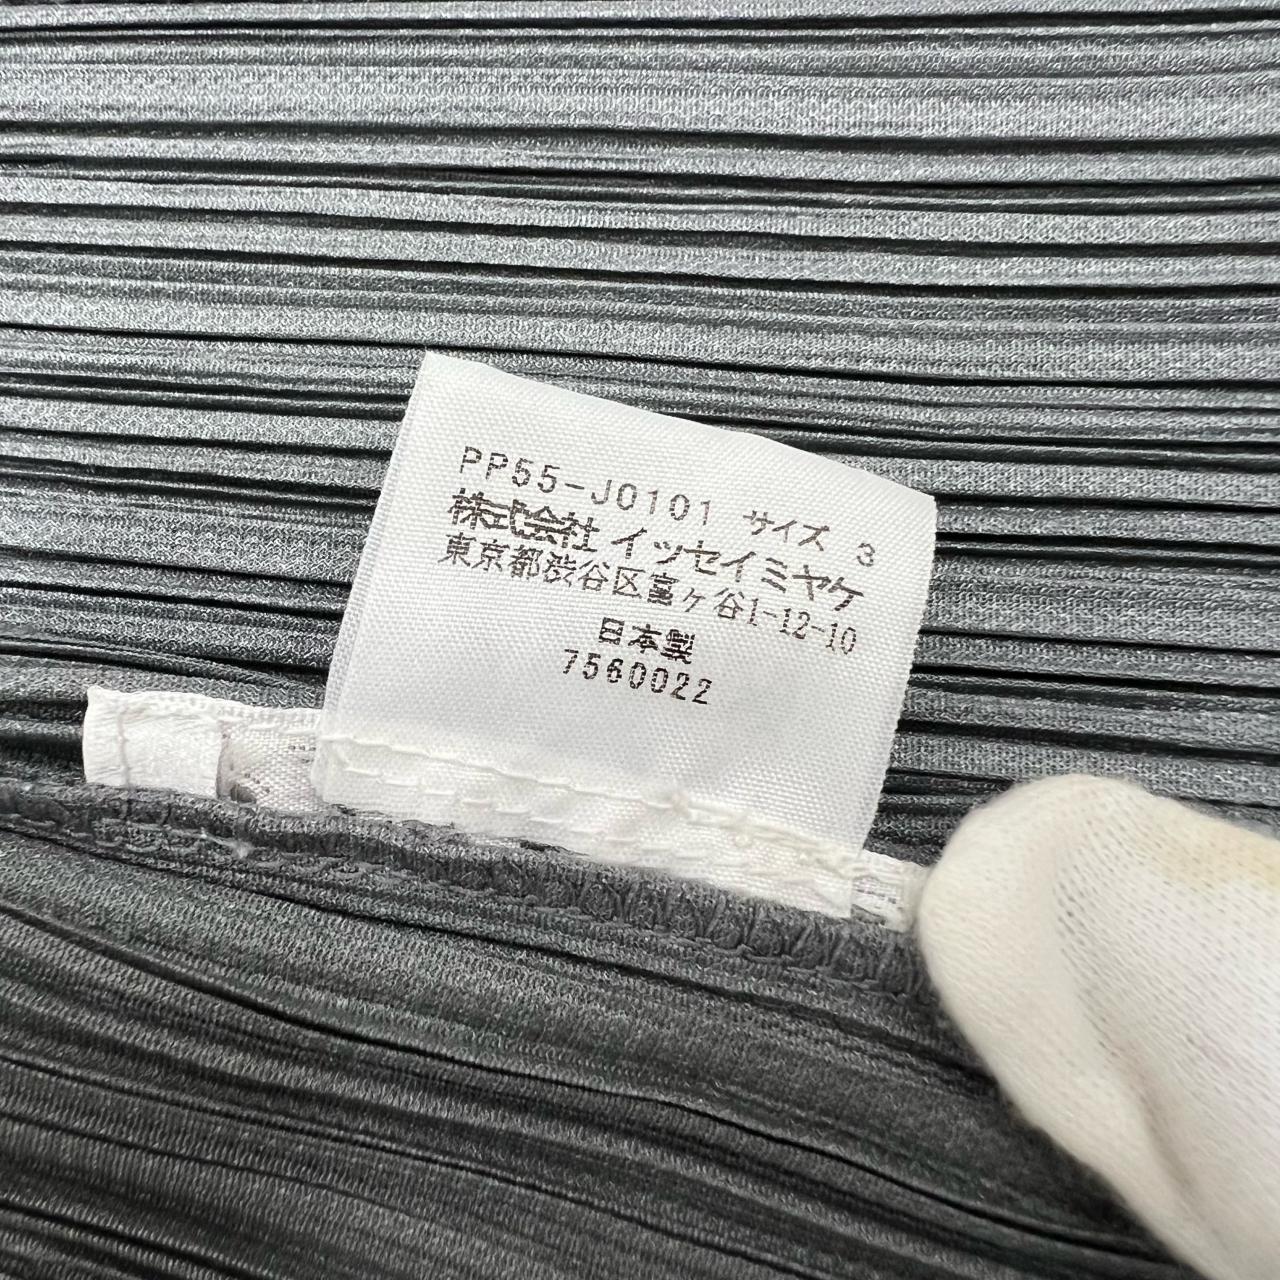 PP55-J0101 サイズ 3
株式会社 イッセイミヤケ
東京都渋谷区富ヶ谷1-12-10
日本製
7560022